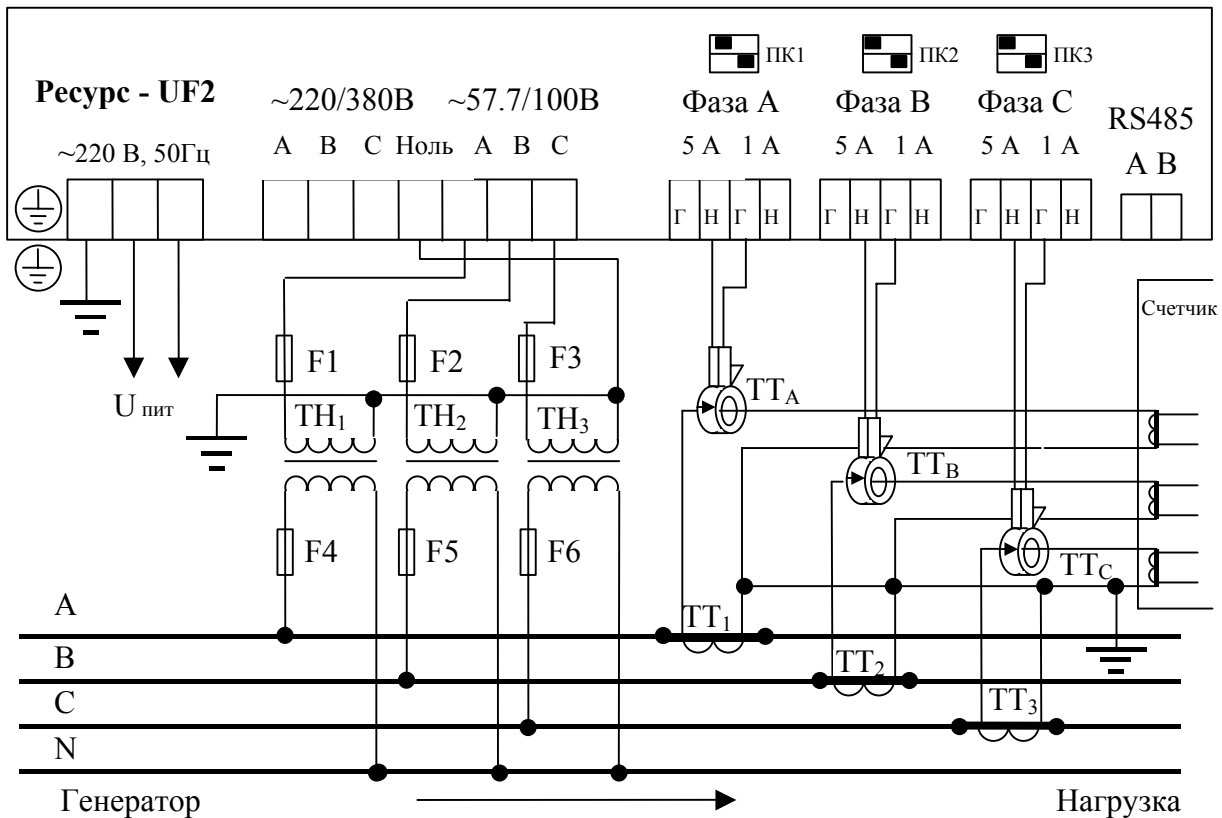 ПК1 ПК2 ПК3
Ресурс - UF2 ~220/380В ~57.7/100В Фаза А Фаза В Фаза С RS485
~220 В, 50Гц А В С Ноль А В С 5 А 1 А 5 А 1 А 5 А 1 А А В
Г Н Г Н Г Н Г Н Г Н Г Н
Счетчик
F1 F2 F3
U пит
ТН1 ТН2 ТН3 ТТА
ТТВ
F4 F5 F6
ТТС
А ТТ1
В ТТ2
С ТТ3
N
Генератор Нагрузка